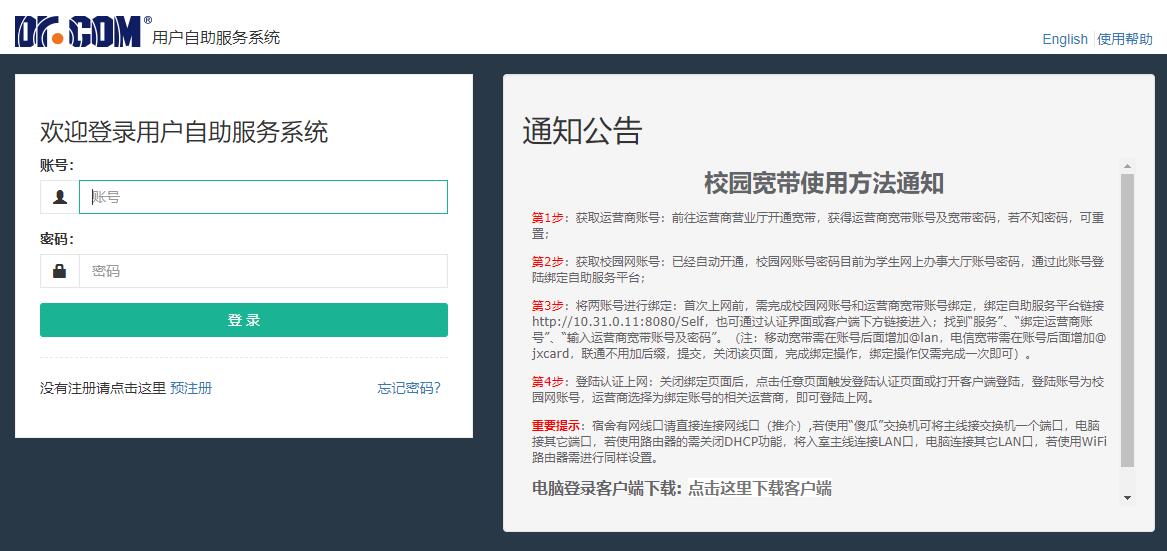 Dr.COM® 用户自助服务系统
English 使用帮助
欢迎登录用户自助服务系统
账号：
账号
密码：
密码
登 录
没有注册请点击这里 预注册
忘记密码？
通知公告
校园宽带使用方法通知
第1步：获取运营商账号：前往运营商营业厅开通宽带，获得运营商宽带账号及宽带密码，若不知密码，可重
置；
第2步：获取校园网账号：已经自动开通，校园网账号密码目前为学生网上办事大厅账号密码，通过此账号登
陆绑定自助服务平台；
第3步：将两账号进行绑定：首次上网前，需完成校园网账号和运营商宽带账号绑定，绑定自助服务平台链接
http://10.31.0.11:8080/Self，也可通过认证界面或客户端下方链接进入；找到“服务”、“绑定运营商账
号”、“输入运营商宽带账号及密码”。（注：移动宽带需在账号后面增加@lan，电信宽带需在账号后面增加@
jxcard，联通不用加后缀，提交，关闭该页面，完成绑定操作，绑定操作仅需完成一次即可）。
第4步：登陆认证上网：关闭绑定页面后，点击任意页面触发登陆认证页面或打开客户端登陆，登陆账号为校
园网账号，运营商选择为绑定账号的相关运营商，即可登陆上网。
重要提示：宿舍有网线口请直接连接网线口（推介）,若使用“傻瓜”交换机可将主线接交换机一个端口，电脑
接其它端口，若使用路由器的需关闭DHCP功能，将入室主线连接LAN口，电脑连接其它LAN口，若使用WiFi
路由器需进行同样设置。
电脑登录客户端下载: 点击这里下载客户端